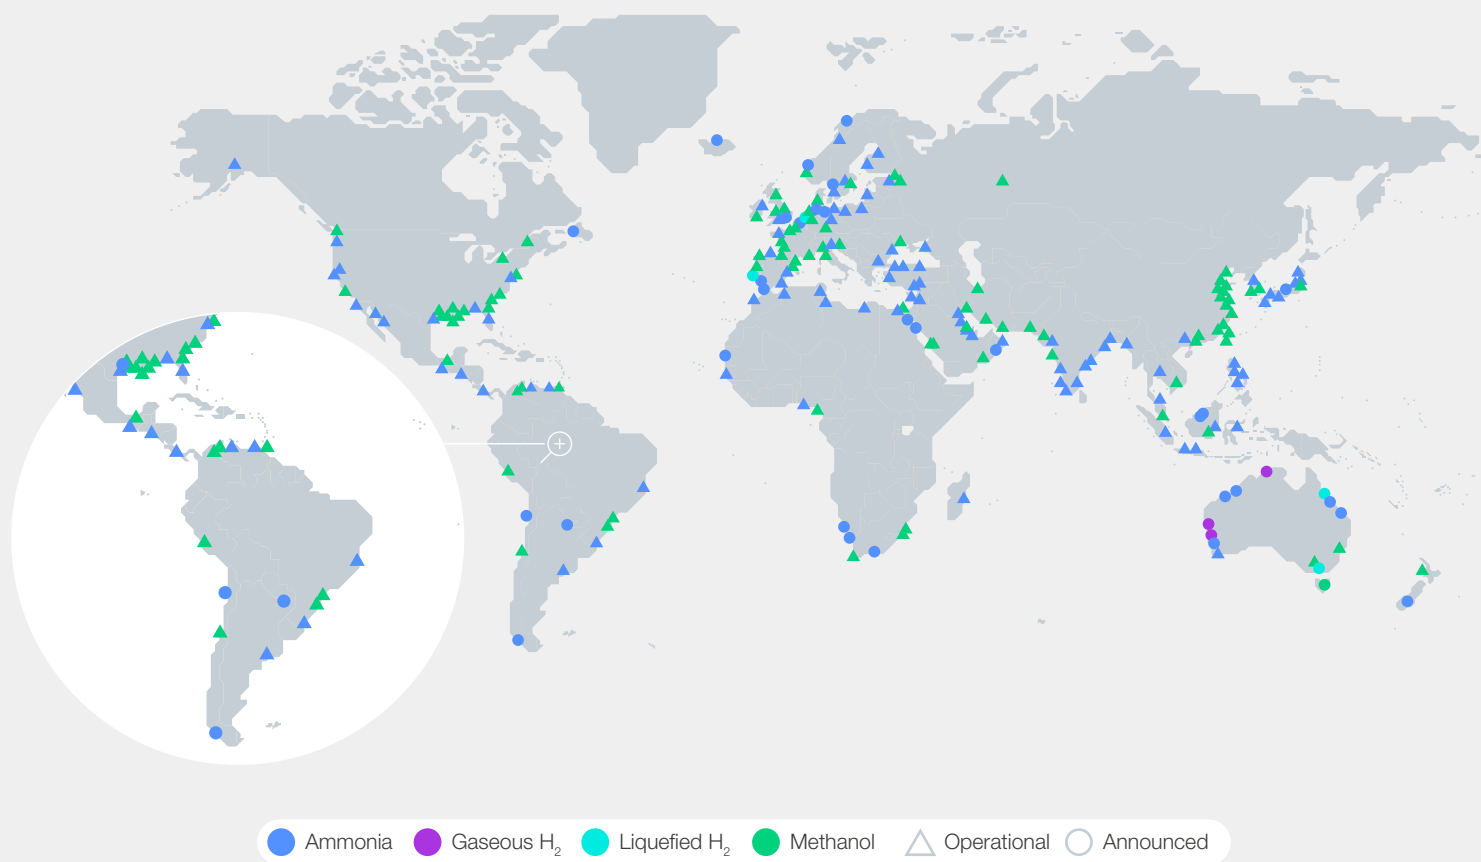 Ammonia
Gaseous H₂
Liquefied H₂
Methanol
Operational
Announced